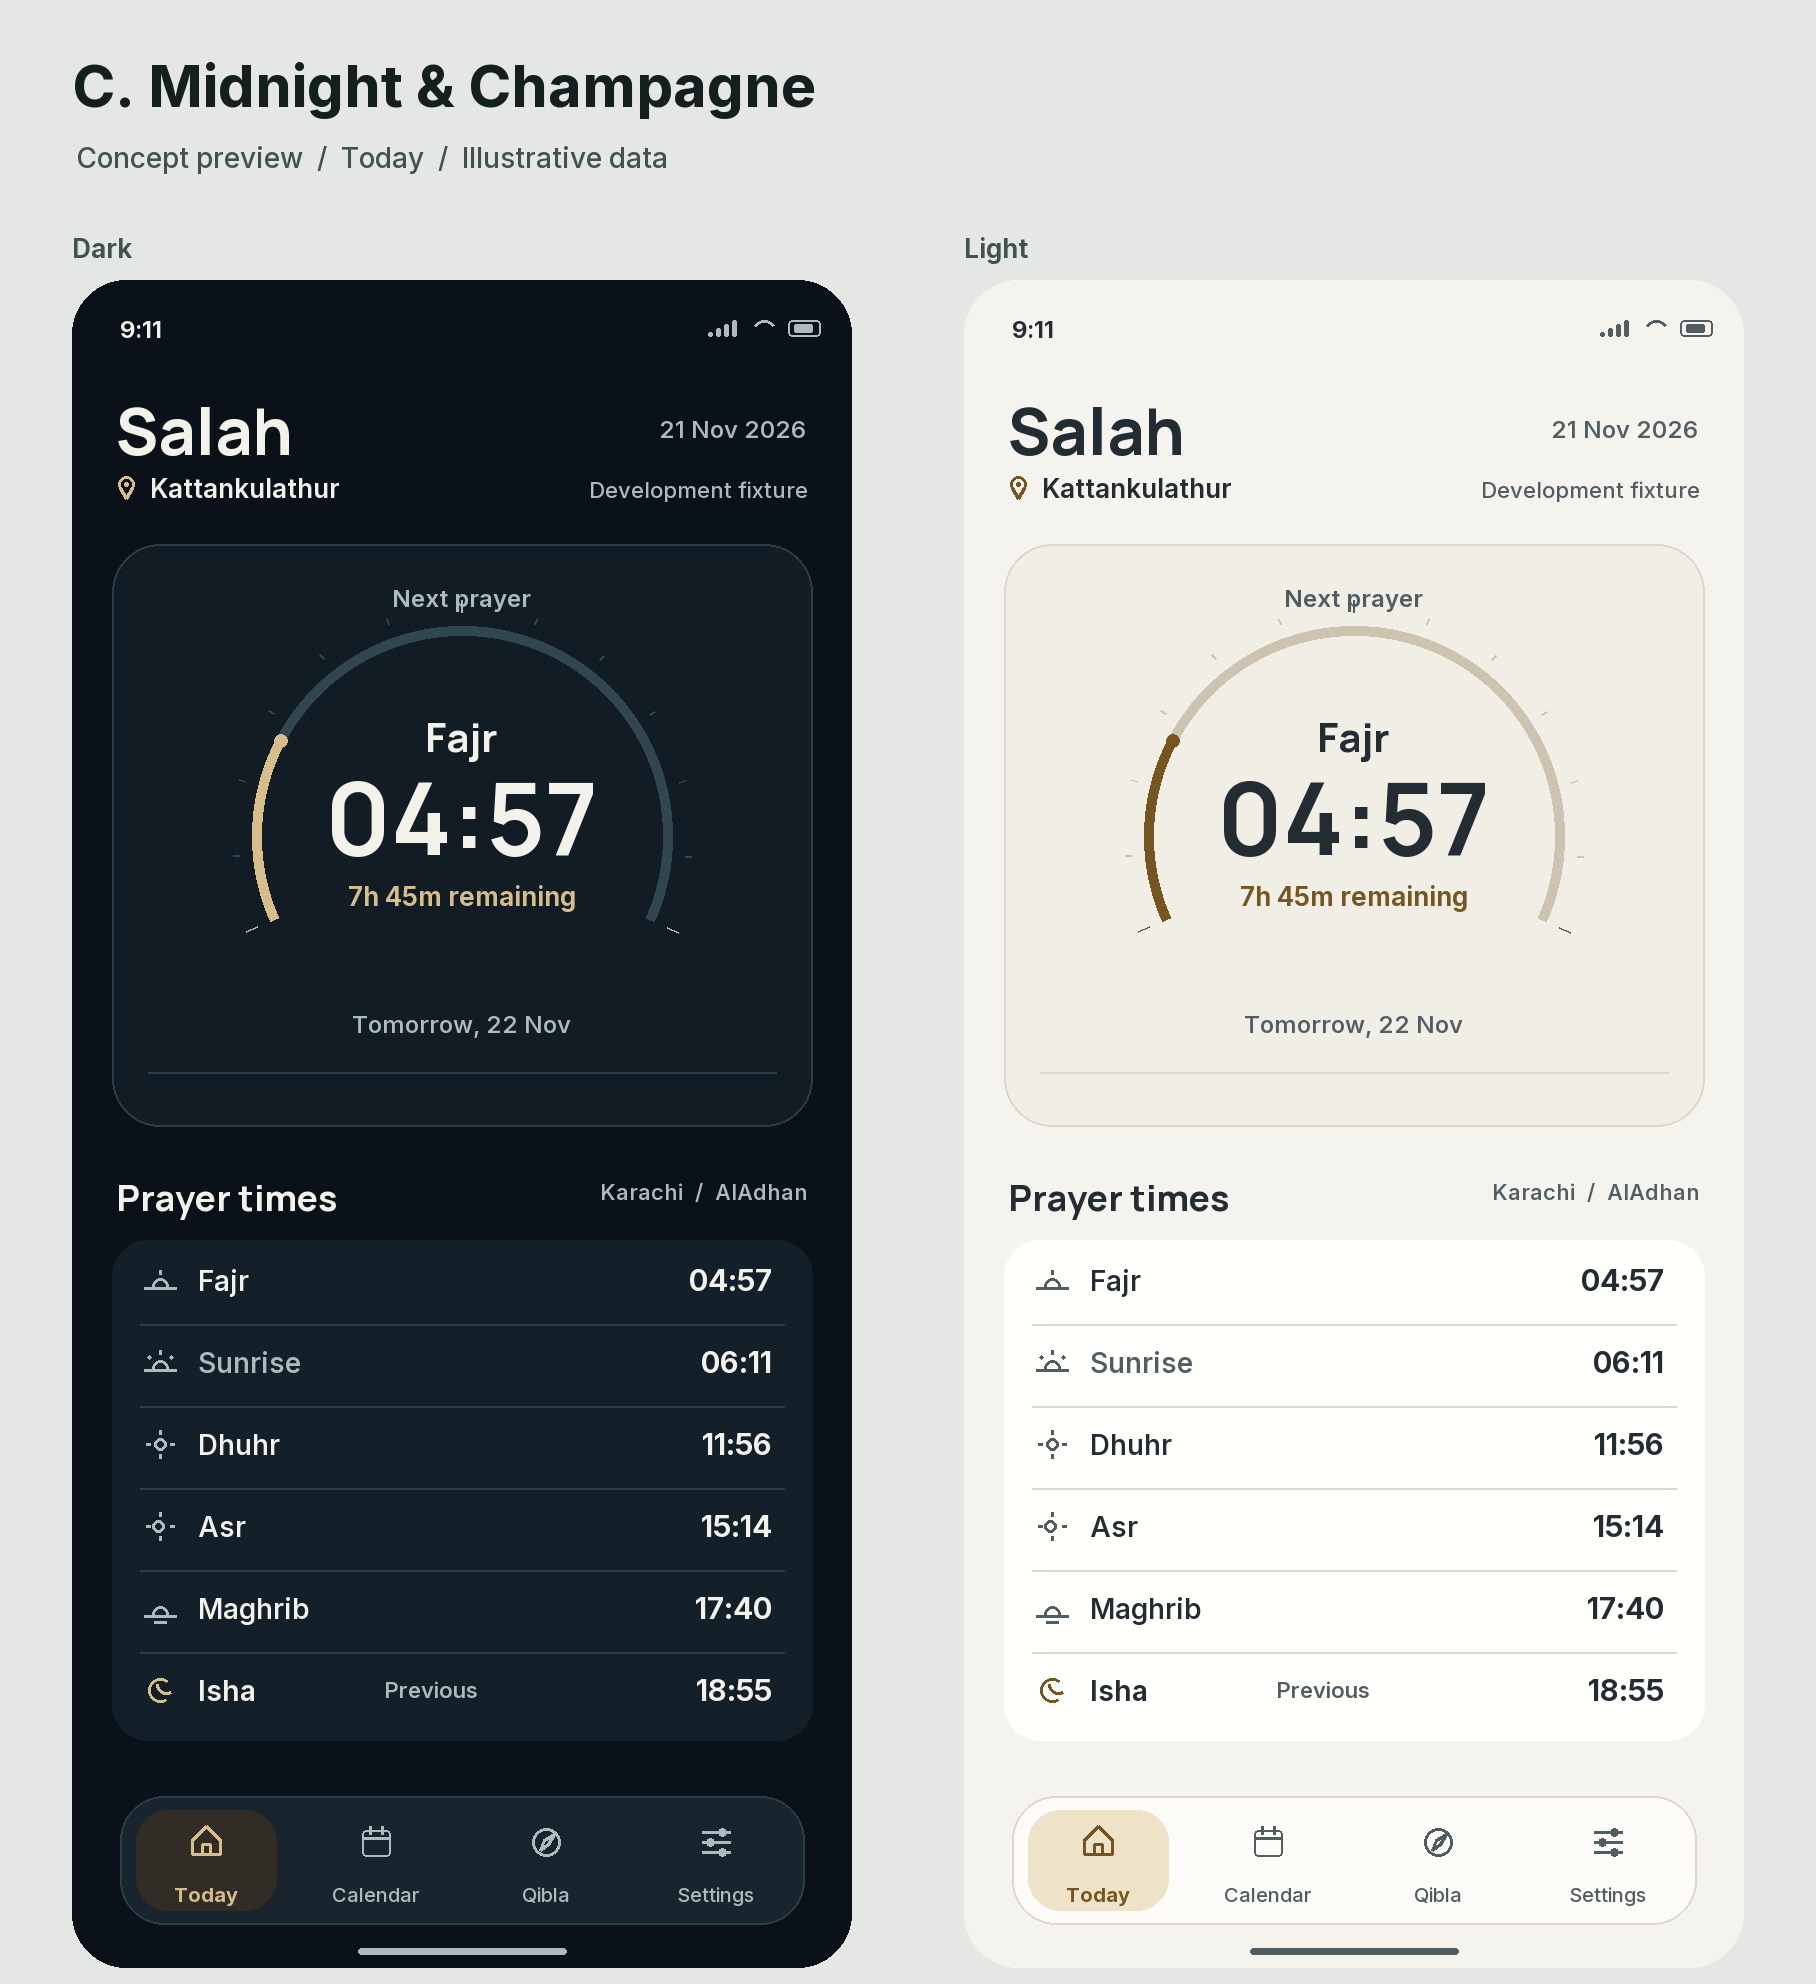 C. Midnight & Champagne
Concept preview / Today / Illustrative data
Dark
9:11
Salah
21 Nov 2026
Kattankulathur
Development fixture
Next prayer
Fajr
04:57
7h 45m remaining
Tomorrow, 22 Nov
Prayer times
Karachi / AlAdhan
Fajr 04:57
Sunrise 06:11
Dhuhr 11:56
Asr 15:14
Maghrib 17:40
Isha Previous 18:55
Today Calendar Qibla Settings
Light
9:11
Salah
21 Nov 2026
Kattankulathur
Development fixture
Next prayer
Fajr
04:57
7h 45m remaining
Tomorrow, 22 Nov
Prayer times
Karachi / AlAdhan
Fajr 04:57
Sunrise 06:11
Dhuhr 11:56
Asr 15:14
Maghrib 17:40
Isha Previous 18:55
Today Calendar Qibla Settings